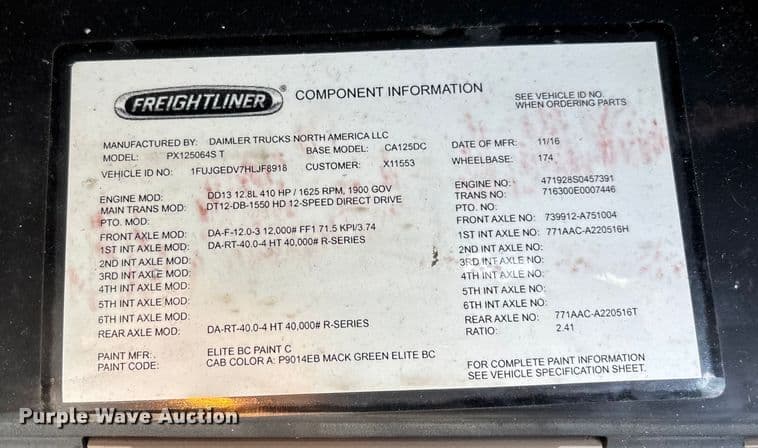 FREIGHTLINER® COMPONENT INFORMATION
SEE VEHICLE ID NO.
WHEN ORDERING PARTS
MANUFACTURED BY: DAIMLER TRUCKS NORTH AMERICA LLC DATE OF MFR: 11/16
MODEL: PX125064S T BASE MODEL: CA125DC WHEELBASE: 174
VEHICLE ID NO: 1FUJGEDV7HLJF8918 CUSTOMER: X11553
ENGINE MOD: DD13 12.8L 410 HP / 1625 RPM, 1900 GOV ENGINE NO: 471928S0457391
MAIN TRANS MOD: DT12-DB-1550 HD 12-SPEED DIRECT DRIVE TRANS NO: 716300E0007446
PTO. MOD: PTO. NO:
FRONT AXLE MOD: DA-F-12.0-3 12,000# FF1 71.5 KPI/3.74 FRONT AXLE NO: 739912-A751004
1ST INT AXLE MOD: DA-RT-40.0-4 HT 40,000# R-SERIES 1ST INT AXLE NO: 771AAC-A220516H
2ND INT AXLE MOD: 2ND INT AXLE NO:
3RD INT AXLE MOD: 3RD INT AXLE NO:
4TH INT AXLE MOD: 4TH INT AXLE NO:
5TH INT AXLE MOD: 5TH INT AXLE NO:
6TH INT AXLE MOD: 6TH INT AXLE NO:
REAR AXLE MOD: DA-RT-40.0-4 HT 40,000# R-SERIES REAR AXLE NO: 771AAC-A220516T
RATIO: 2.41
PAINT MFR.: ELITE BC PAINT C
PAINT CODE: CAB COLOR A: P9014EB MACK GREEN ELITE BC
FOR COMPLETE PAINT INFORMATION
SEE VEHICLE SPECIFICATION SHEET.
Purple Wave Auction